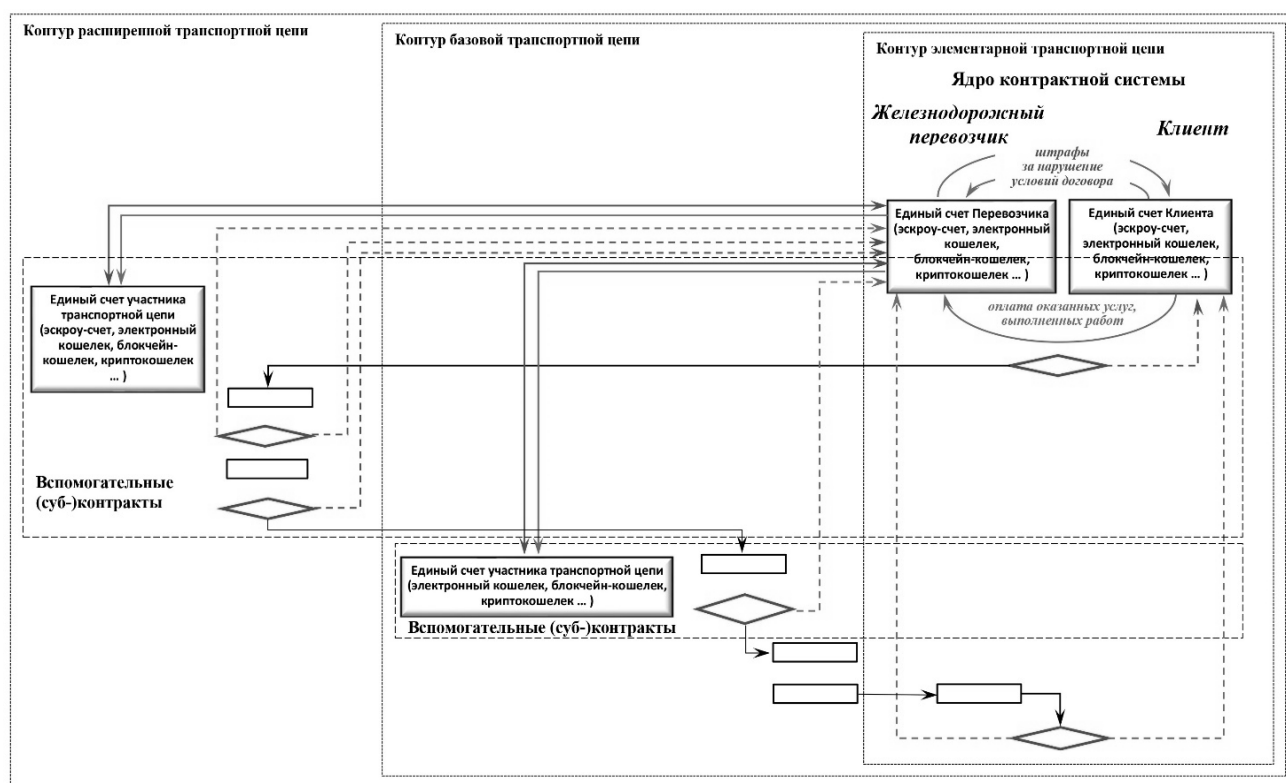 Контур расширенной транспортной цепи
Контур базовой транспортной цепи
Контур элементарной транспортной цепи
Ядро контрактной системы
Железнодорожный
перевозчик
Клиент
штрафы
за нарушение
условий договора
Единый счет Перевозчика
(эскроу-счет, электронный
кошелек,
блокчейн-кошелек,
криптокошелек ... )
Единый счет Клиента
(эскроу-счет,
электронный кошелек,
блокчейн-кошелек,
криптокошелек ... )
оплата оказанных услуг,
выполненных работ
Единый счет участника
транспортной цепи
(эскроу-счет, электронный
кошелек, блокчейн-
кошелек, криптокошелек
... )
Вспомогательные
(суб-)контракты
Единый счет участника транспортной цепи
(электронный кошелек, блокчейн-кошелек,
криптокошелек ... )
Вспомогательные (суб-)контракты